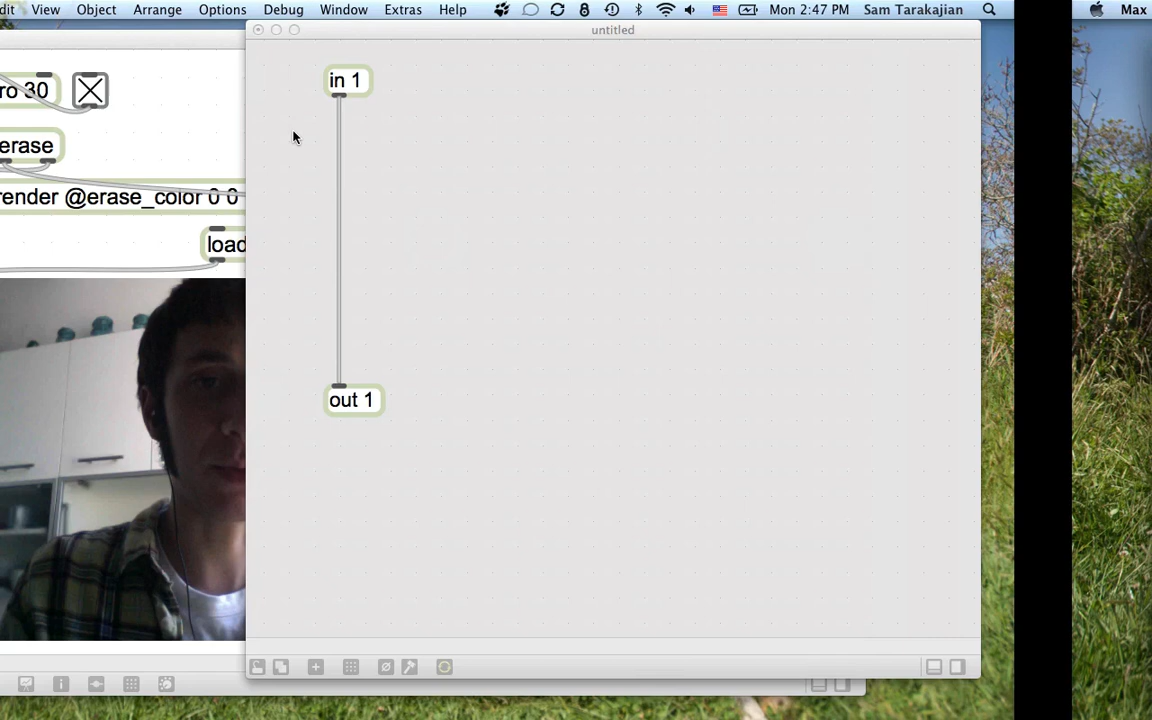 dit View Object Arrange Options Debug Window Extras Help Mon 2:47 PM Sam Tarakajian Max
untitled
ro 30
in 1
erase
render @erase_color 0 0
load
out 1